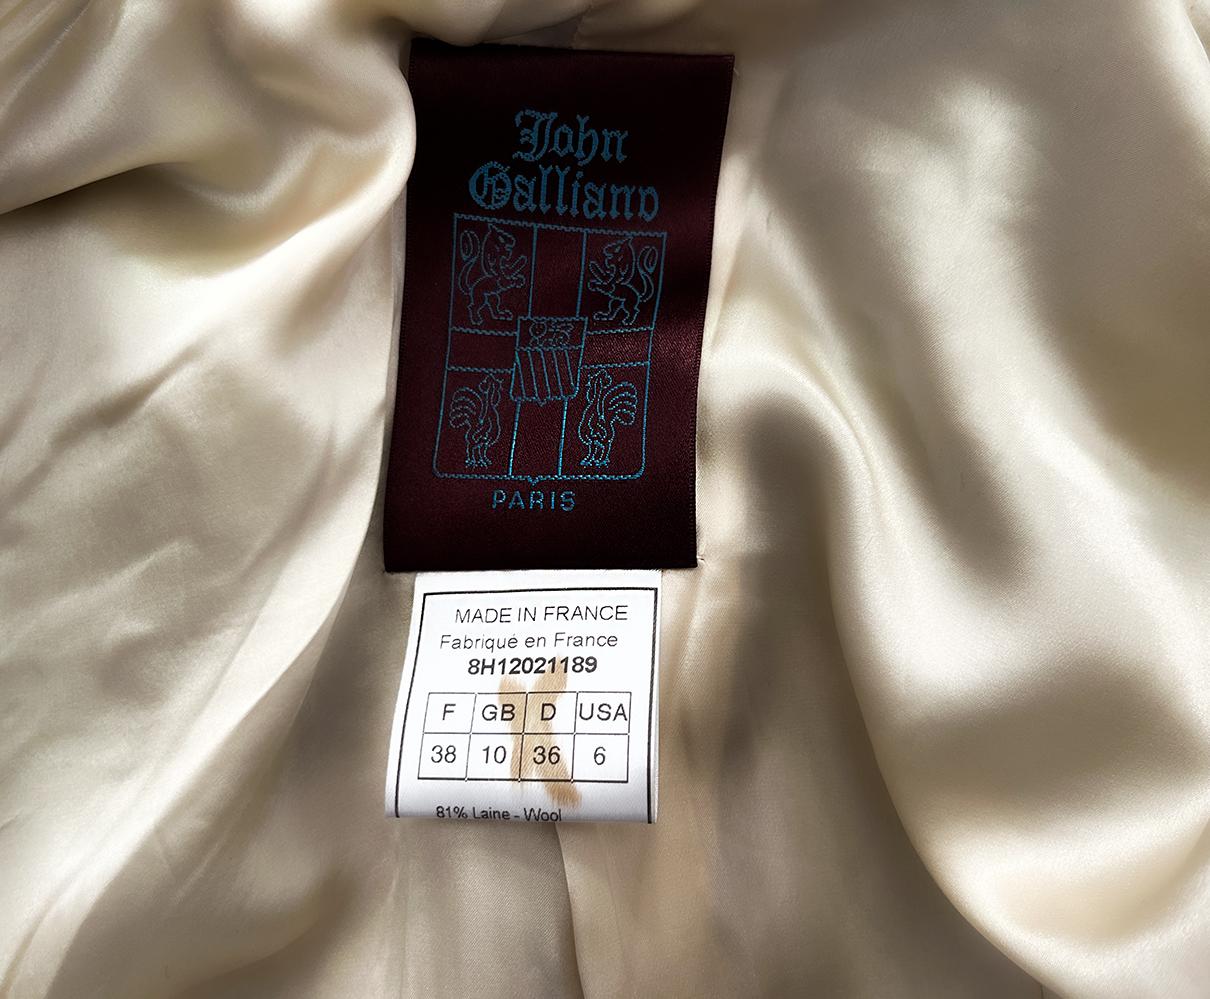 John
Galliano
PARIS
MADE IN FRANCE
Fabriqué en France
8H12021189
F GB D USA
38 10 36 6
81% Laine - Wool